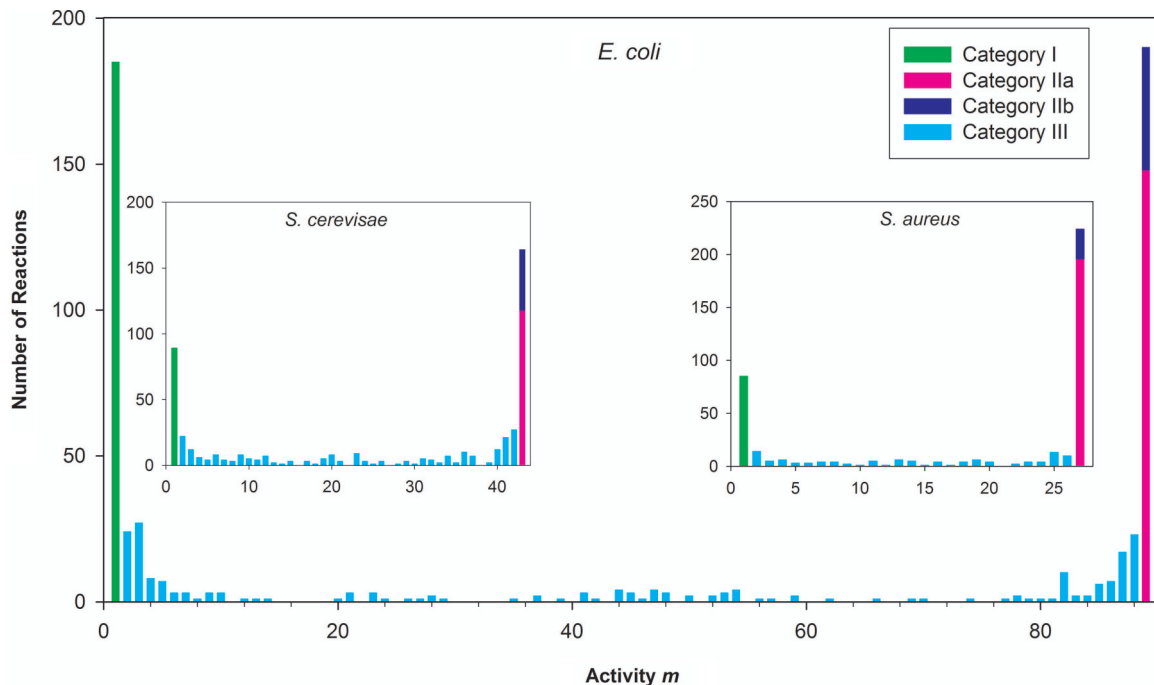 E. coli
Category I
Category IIa
Category IIb
Category III
Number of Reactions
200
150
100
50
0
S. cerevisae
200
150
100
50
0
0 10 20 30 40
S. aureus
250
200
150
100
50
0
0 5 10 15 20 25
0 20 40 60 80
Activity m